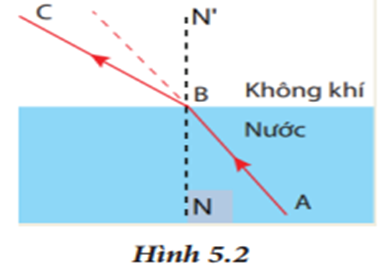 C
N'
B
Không khí
Nước
N
A
Hình 5.2